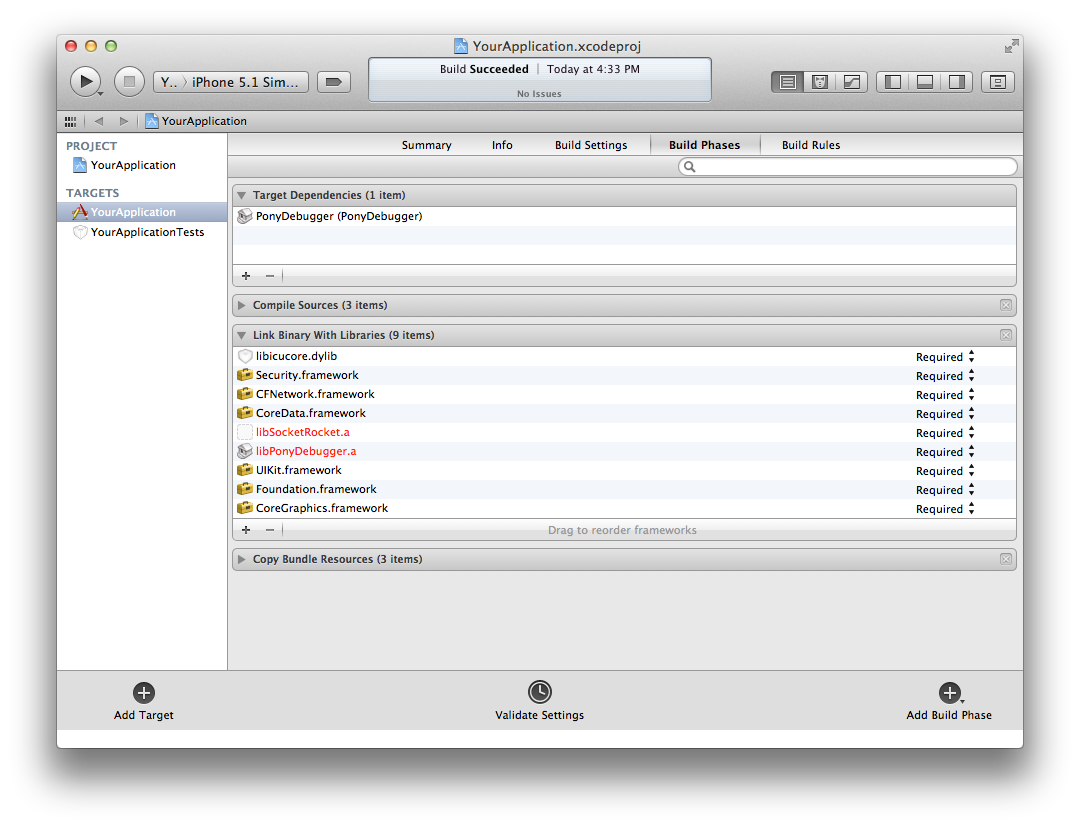 YourApplication.xcodeproj
Build Succeeded | Today at 4:33 PM
Y.. 〉 iPhone 5.1 Sim...
No Issues
YourApplication
PROJECT
YourApplication
TARGETS
YourApplication
YourApplicationTests
Summary Info Build Settings Build Phases Build Rules
Target Dependencies (1 item)
PonyDebugger (PonyDebugger)
+ −
Compile Sources (3 items)
Link Binary With Libraries (9 items)
libicucore.dylib Required
Security.framework Required
CFNetwork.framework Required
CoreData.framework Required
libSocketRocket.a Required
libPonyDebugger.a Required
UIKit.framework Required
Foundation.framework Required
CoreGraphics.framework Required
+ − Drag to reorder frameworks
Copy Bundle Resources (3 items)
Add Target Validate Settings Add Build Phase